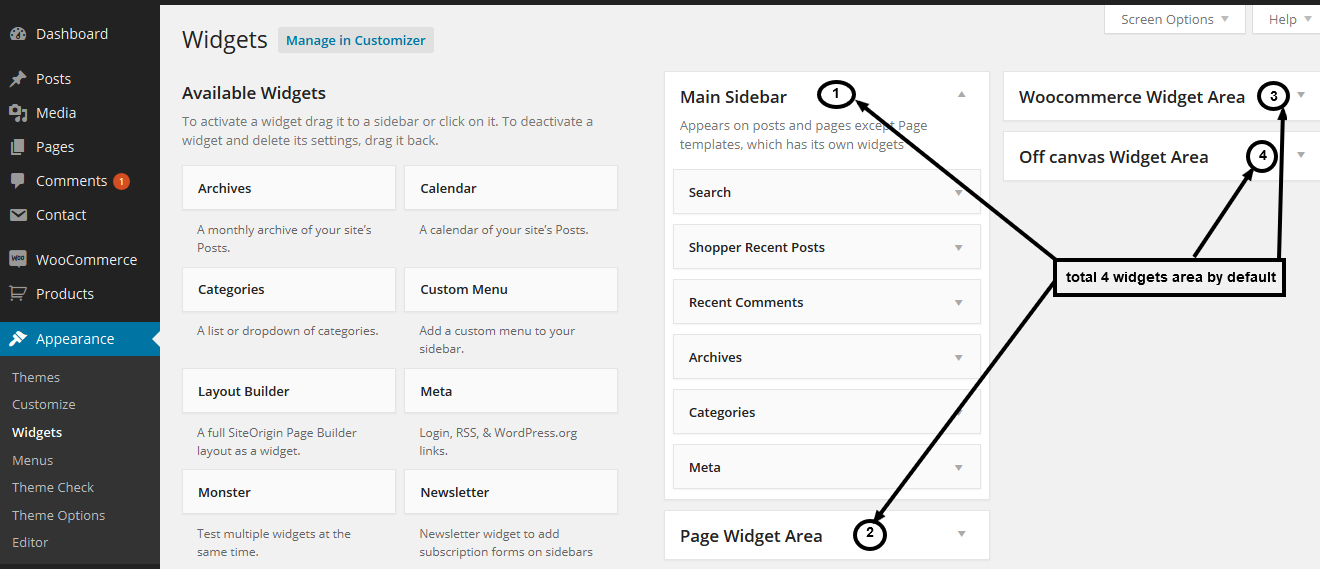 Dashboard
Posts
Media
Pages
Comments 1
Contact
WOO WooCommerce
Products
Appearance
Themes
Customize
Widgets
Menus
Theme Check
Theme Options
Editor
Screen Options
Help
Widgets
Manage in Customizer
Available Widgets
To activate a widget drag it to a sidebar or click on it. To deactivate a
widget and delete its settings, drag it back.
Archives
A monthly archive of your site's
Posts.
Calendar
A calendar of your site's Posts.
Categories
A list or dropdown of categories.
Custom Menu
Add a custom menu to your
sidebar.
Layout Builder
A full SiteOrigin Page Builder
layout as a widget.
Meta
Login, RSS, & WordPress.org
links.
Monster
Test multiple widgets at the
same time.
Newsletter
Newsletter widget to add
subscription forms on sidebars
Main Sidebar 1
Appears on posts and pages except Page
templates, which has its own widgets
Search
Shopper Recent Posts
Recent Comments
Archives
Categories
Meta
Page Widget Area 2
Woocommerce Widget Area 3
Off canvas Widget Area 4
total 4 widgets area by default